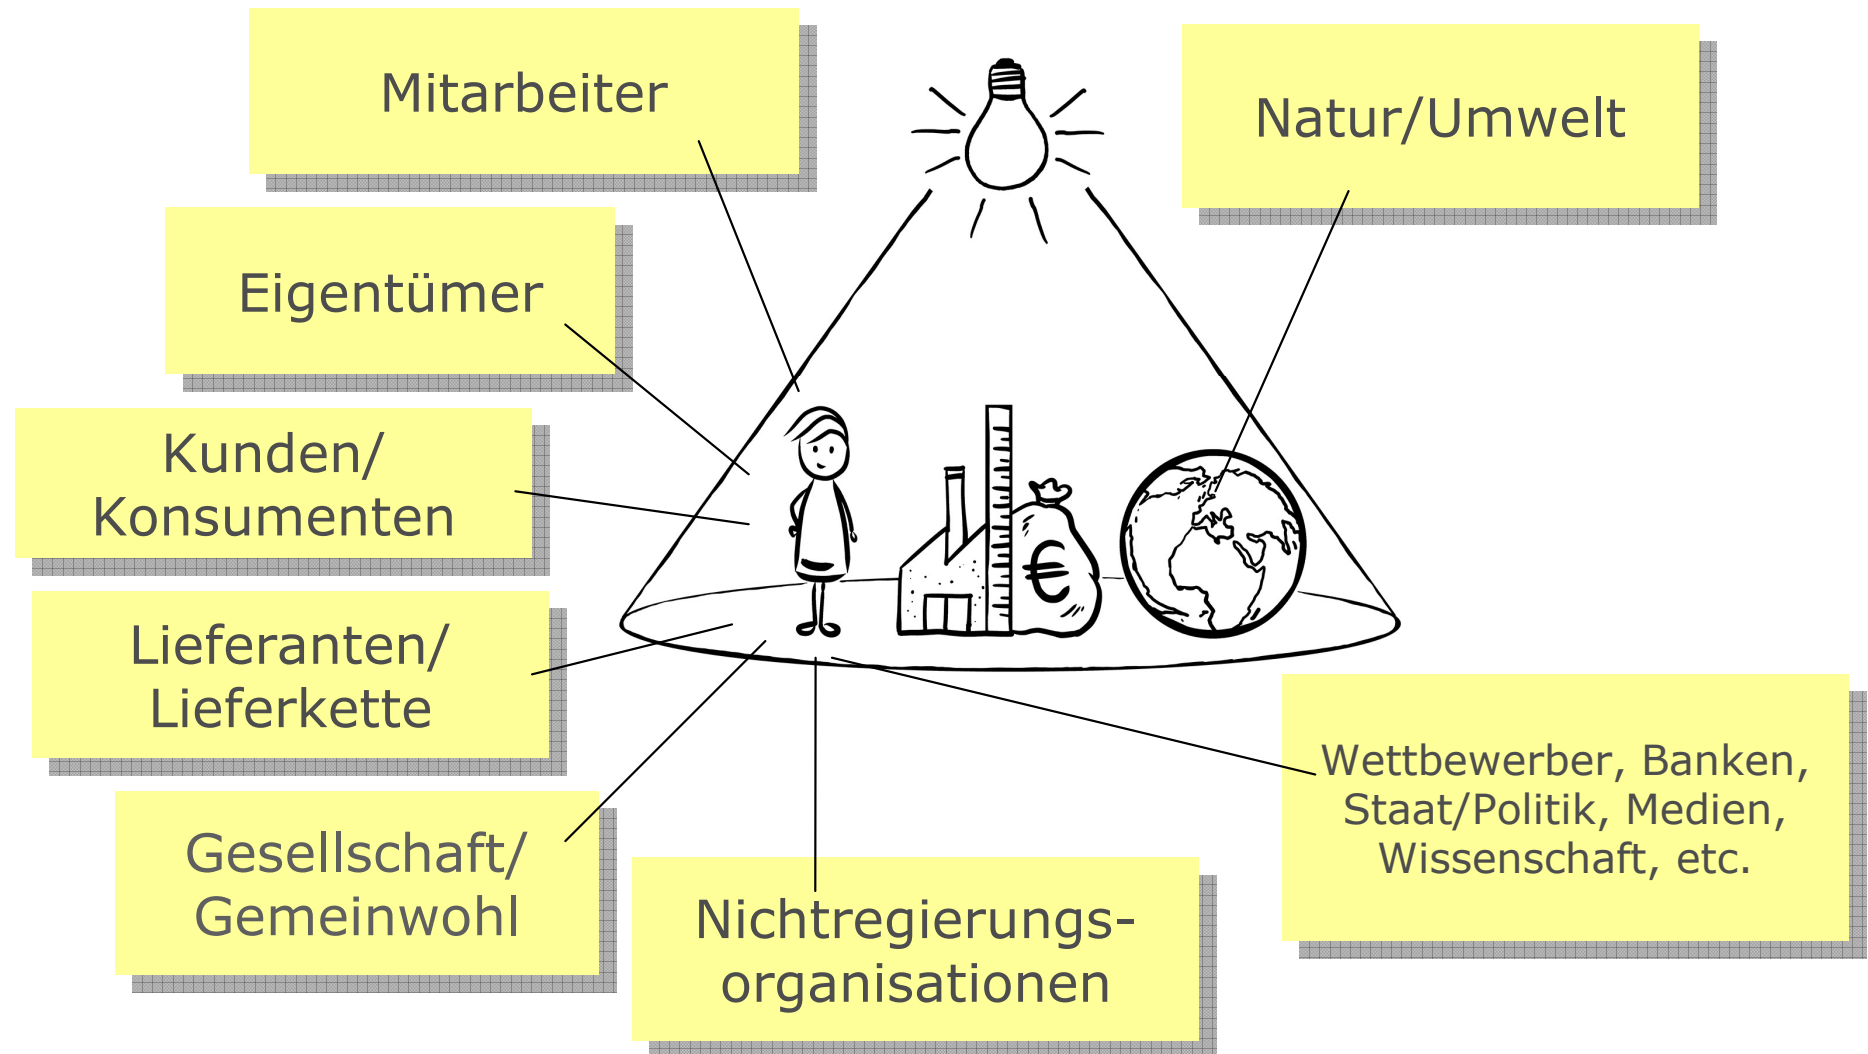 Mitarbeiter
Natur/Umwelt
Eigentümer
Kunden/
Konsumenten
Lieferanten/
Lieferkette
Gesellschaft/
Gemeinwohl
Nichtregierungs-
organisationen
Wettbewerber, Banken,
Staat/Politik, Medien,
Wissenschaft, etc.
€